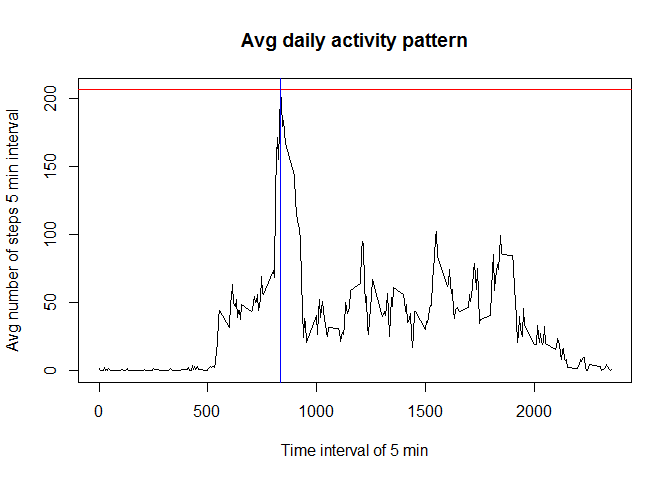 Avg daily activity pattern
Avg number of steps 5 min interval
200
150
100
50
0
0 500 1000 1500 2000
Time interval of 5 min